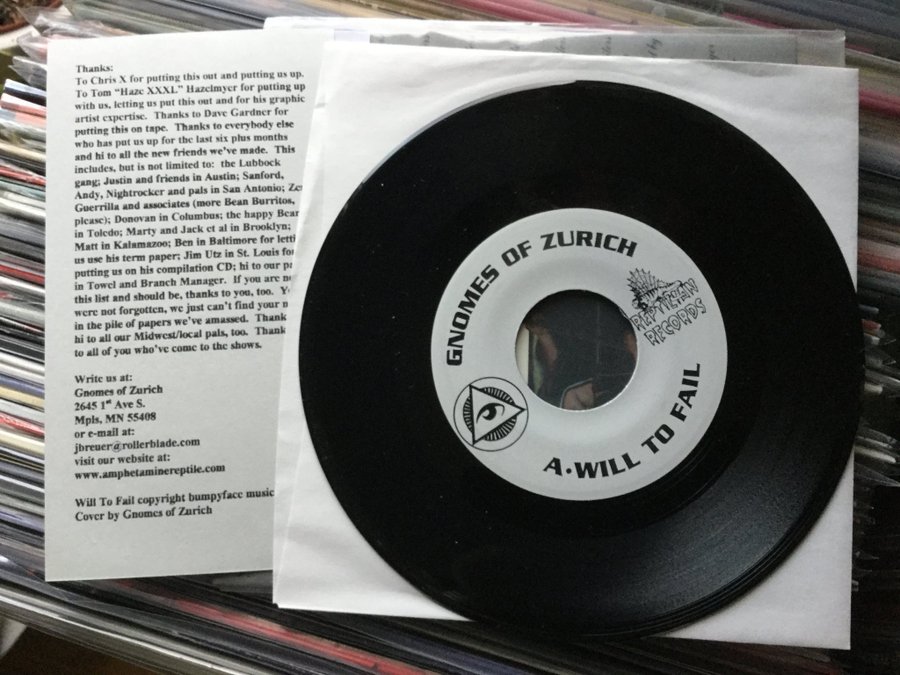 Thanks:
To Chris X for putting this out and putting us up.
To Tom “Haze XXXL” Hazelmyer for putting up
with us, letting us put this out and for his graphic
artist expertise. Thanks to Dave Gardner for
putting this on tape. Thanks to everybody else
who has put us up for the last six plus months
and hi to all the new friends we’ve made. This
includes, but is not limited to: the Lubbock
gang; Justin and friends in Austin; Sanford,
Andy, Nightrocker and pals in San Antonio;
Guerrilla and associates (more Bean Burritos,
please); Donovan in Columbus; the happy Bear
in Toledo; Marty and Jack et al in Brooklyn;
Matt in Kalamazoo; Ben in Baltimore for
us use his term paper; Jim Utz in St. Louis for
putting us on his compilation CD; hi to our
in Towel and Branch Manager. If you are
this list and should be, thanks to you, too.
were not forgotten, we just can’t find your
in the pile of papers we’ve amassed. Thank
hi to all our Midwest/local pals, too. Thank
to all of you who’ve come to the shows.
Write us at:
Gnomes of Zurich
2645 1st Ave S.
Mpls, MN 55408
or e-mail at:
jbreuer@rollerblade.com
visit our website at:
www.amphetaminereptile.com
Will To Fail copyright bumpyface music
Cover by Gnomes of Zurich
GNOMES OF ZURICH
REPTILIAN
RECORDS
A•WILL TO FAIL